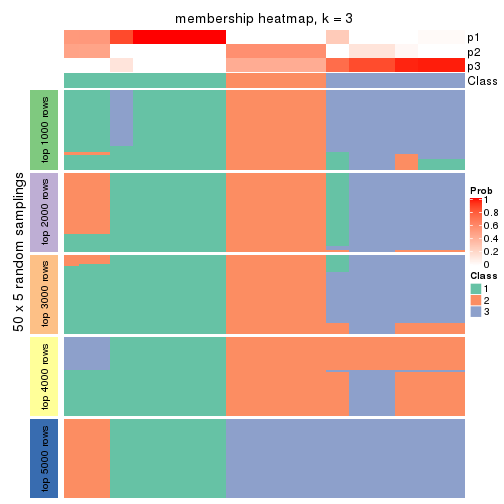 membership heatmap, k = 3
p1
p2
p3
Class
50 x 5 random samplings
top 1000 rows
top 2000 rows
top 3000 rows
top 4000 rows
top 5000 rows
Prob
1
0.8
0.6
0.4
0.2
0
Class
1
2
3